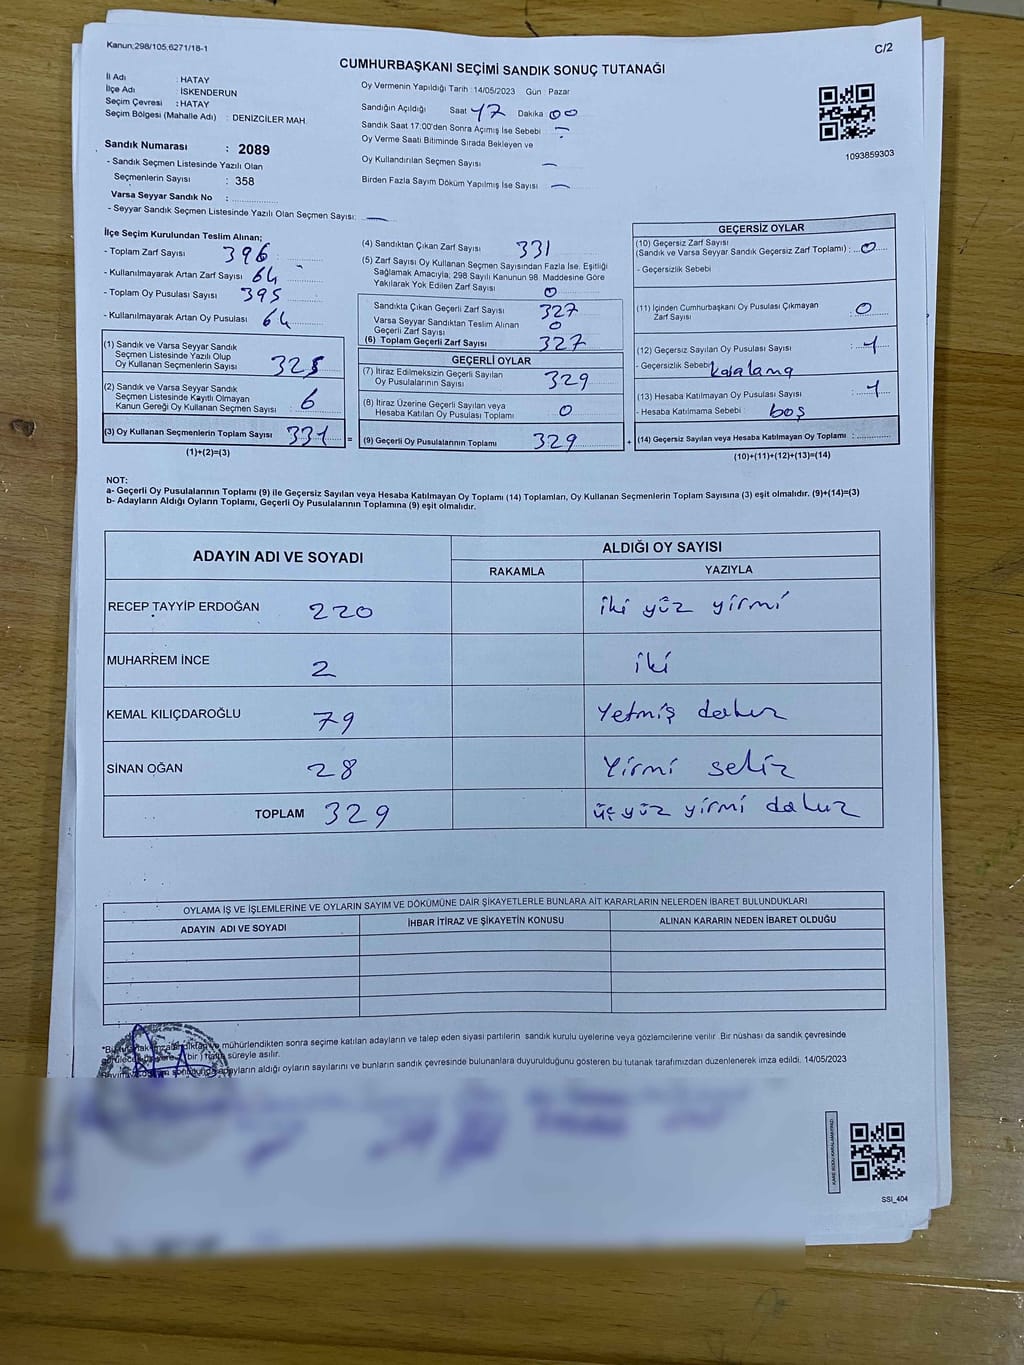 Kanun;298/105;6271/18-1
C/2
CUMHURBAŞKANI SEÇİMİ SANDIK SONUÇ TUTANAĞI
İl Adı : HATAY
İlçe Adı : İSKENDERUN
Seçim Çevresi : HATAY
Seçim Bölgesi (Mahalle Adı) : DENİZCİLER MAH.
Sandık Numarası : 2089
- Sandık Seçmen Listesinde Yazılı Olan
Seçmenlerin Sayısı : 358
Varsa Seyyar Sandık No :
- Seyyar Sandık Seçmen Listesinde Yazılı Olan Seçmen Sayısı: —
Oy Vermenin Yapıldığı Tarih : 14/05/2023 Gün : Pazar
Sandığın Açıldığı Saat 17 Dakika 00
Sandık Saat 17:00'den Sonra Açımış İse Sebebi : —
Oy Verme Saati Bitiminde Sırada Bekleyen ve
Oy Kullandırılan Seçmen Sayısı —
Birden Fazla Sayım Döküm Yapılmış İse Sayısı —
1093859303
İlçe Seçim Kurulundan Teslim Alınan;
- Toplam Zarf Sayısı 396
- Kullanılmayarak Artan Zarf Sayısı 64
- Toplam Oy Pusulası Sayısı 395
- Kullanılmayarak Artan Oy Pusulası 64
(1) Sandık ve Varsa Seyyar Sandık
Seçmen Listesinde Yazılı Olup
Oy Kullanan Seçmenlerin Sayısı 325
(2) Sandık ve Varsa Seyyar Sandık
Seçmen Listesinde Kayıtlı Olmayan
Kanun Gereği Oy Kullanan Seçmen Sayısı : 6
(3) Oy Kullanan Seçmenlerin Toplam Sayısı 331 =
(1)+(2)=(3)
(4) Sandıktan Çıkan Zarf Sayısı 331
(5) Zarf Sayısı Oy Kullanan Seçmen Sayısından Fazla İse, Eşitliği
Sağlamak Amacıyla, 298 Sayılı Kanunun 98. Maddesine Göre
Yakılarak Yok Edilen Zarf Sayısı 0
Sandıkta Çıkan Geçerli Zarf Sayısı 327
Varsa Seyyar Sandıktan Teslim Alınan
Geçerli Zarf Sayısı 0
(6) Toplam Geçerli Zarf Sayısı 327
GEÇERLİ OYLAR
(7) İtiraz Edilmeksizin Geçerli Sayılan
Oy Pusulalarının Sayısı 329
(8) İtiraz Üzerine Geçerli Sayılan veya
Hesaba Katılan Oy Pusulası Toplamı 0
(9) Geçerli Oy Pusulalarının Toplamı 329 +
GEÇERSİZ OYLAR
(10) Geçersiz Zarf Sayısı
(Sandık ve Varsa Seyyar Sandık Geçersiz Zarf Toplamı) : 0
- Geçersizlik Sebebi
(11) İçinden Cumhurbaşkanı Oy Pusulası Çıkmayan
Zarf Sayısı : 0
(12) Geçersiz Sayılan Oy Pusulası Sayısı : 1
- Geçersizlik Sebebi karalama
(13) Hesaba Katılmayan Oy Pusulası Sayısı : 1
- Hesaba Katılmama Sebebi : boş
(14) Geçersiz Sayılan veya Hesaba Katılmayan Oy Toplamı :
(10)+(11)+(12)+(13)=(14)
NOT:
a- Geçerli Oy Pusulalarının Toplamı (9) ile Geçersiz Sayılan veya Hesaba Katılmayan Oy Toplamı (14) Toplamları, Oy Kullanan Seçmenlerin Toplam Sayısına (3) eşit olmalıdır. (9)+(14)=(3)
b- Adayların Aldığı Oyların Toplamı, Geçerli Oy Pusulalarının Toplamına (9) eşit olmalıdır.
ADAYIN ADI VE SOYADI
ALDIĞI OY SAYISI
RAKAMLA YAZIYLA
RECEP TAYYİP ERDOĞAN 220 iki yüz yirmi
MUHARREM İNCE 2 iki
KEMAL KILIÇDAROĞLU 79 Yetmiş dokuz
SİNAN OĞAN 28 Yirmi sekiz
TOPLAM 329 üç yüz yirmi dokuz
OYLAMA İŞ VE İŞLEMLERİNE VE OYLARIN SAYIM VE DÖKÜMÜNE DAİR ŞİKAYETLERLE BUNLARA AİT KARARLARIN NELERDEN İBARET BULUNDUKLARI
ADAYIN ADI VE SOYADI İHBAR İTİRAZ VE ŞİKAYETİN KONUSU ALINAN KARARIN NEDEN İBARET OLDUĞU
mühürlendikten sonra seçime katılan adayların ve talep eden siyasi partilerin sandık kurulu üyelerine veya gözlemcilerine verilir. Bir nüshası da sandık çevresinde
süreyle asılır.
adayların aldığı oyların sayılarını ve bunların sandık çevresinde bulunanlara duyurulduğunu gösteren bu tutanak tarafımızdan düzenlenerek imza edildi. 14/05/2023
SSI_404